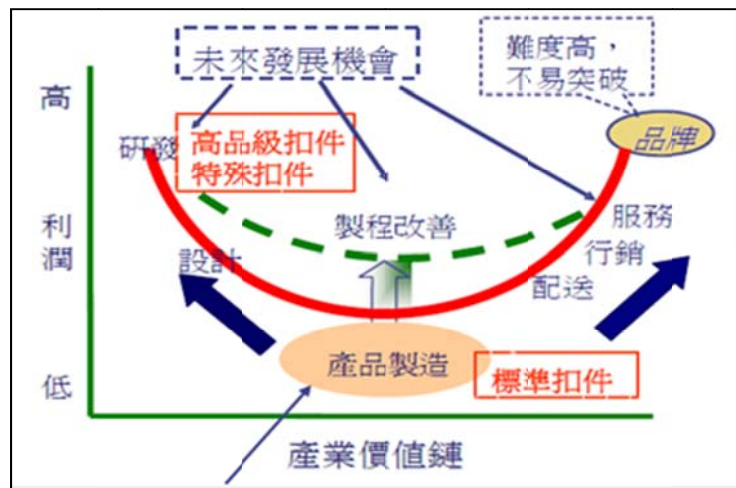 未來發展機會
難度高，
不易突破
高
研發
高品級扣件
特殊扣件
品牌
利
潤
製程改善
服務
行銷
設計
配送
產品製造
標準扣件
低
產業價值鏈